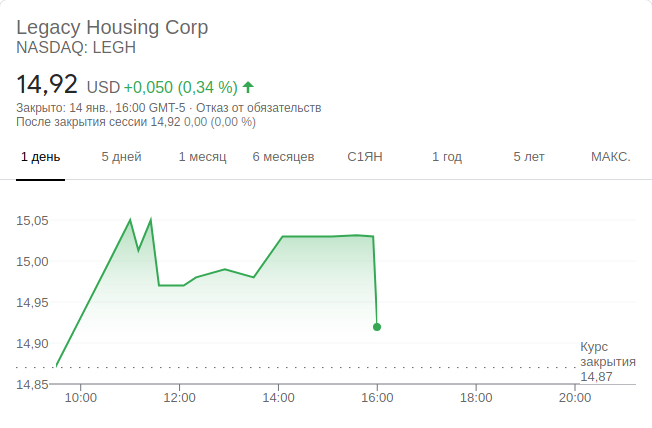 Legacy Housing Corp
NASDAQ: LEGH
14,92 USD +0,050 (0,34 %)
Закрыто: 14 янв., 16:00 GMT-5 · Отказ от обязательств
После закрытия сессии 14,92 0,00 (0,00 %)
1 день 5 дней 1 месяц 6 месяцев С1ЯН 1 год 5 лет МАКС.
15,05
15,00
14,95
14,90
14,85
Курс
закрытия
14,87
10:00 12:00 14:00 16:00 18:00 20:00